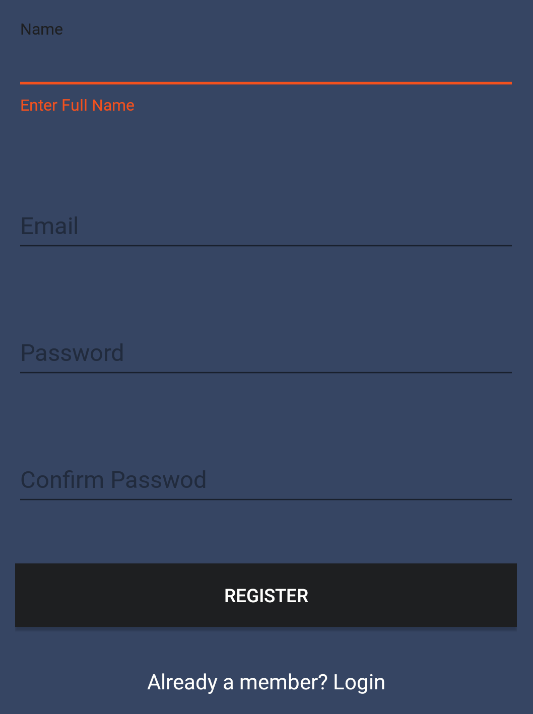 Name
Enter Full Name
Email
Password
Confirm Passwod
REGISTER
Already a member? Login